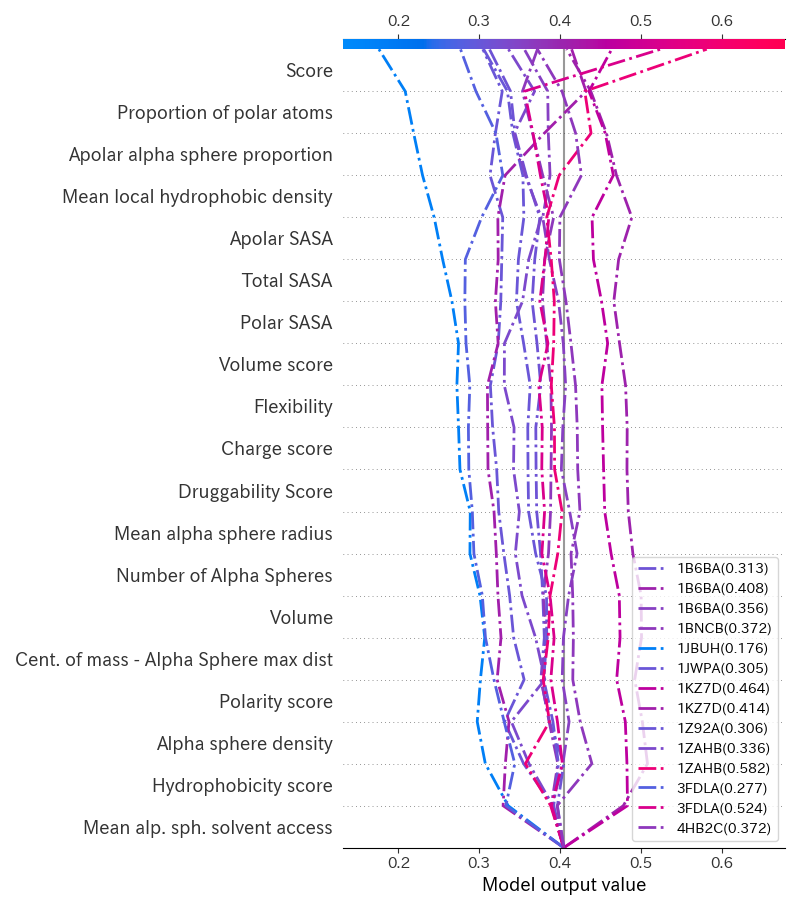 0.2 0.3 0.4 0.5 0.6
Score
Proportion of polar atoms
Apolar alpha sphere proportion
Mean local hydrophobic density
Apolar SASA
Total SASA
Polar SASA
Volume score
Flexibility
Charge score
Druggability Score
Mean alpha sphere radius
Number of Alpha Spheres
Volume
Cent. of mass - Alpha Sphere max dist
Polarity score
Alpha sphere density
Hydrophobicity score
Mean alp. sph. solvent access
1B6BA(0.313)
1B6BA(0.408)
1B6BA(0.356)
1BNCB(0.372)
1JBUH(0.176)
1JWPA(0.305)
1KZ7D(0.464)
1KZ7D(0.414)
1Z92A(0.306)
1ZAHB(0.336)
1ZAHB(0.582)
3FDLA(0.277)
3FDLA(0.524)
4HB2C(0.372)
0.2 0.3 0.4 0.5 0.6
Model output value